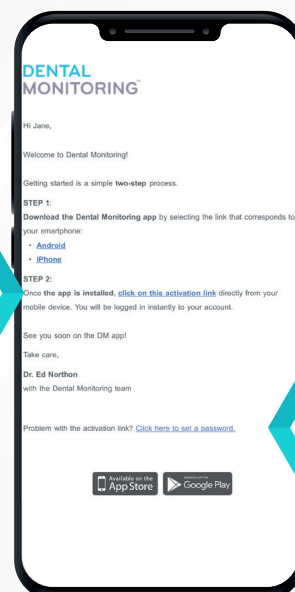 DENTAL
MONITORING™
Hi Jane,
Welcome to Dental Monitoring!
Getting started is a simple two-step process.
STEP 1:
Download the Dental Monitoring app by selecting the link that corresponds to
your smartphone:
• Android
• iPhone
STEP 2:
Once the app is installed, click on this activation link directly from your
mobile device. You will be logged in instantly to your account.
See you soon on the DM app!
Take care,
Dr. Ed Northon
with the Dental Monitoring team
Problem with the activation link? Click here to set a password.
Available on the
App Store
Google Play